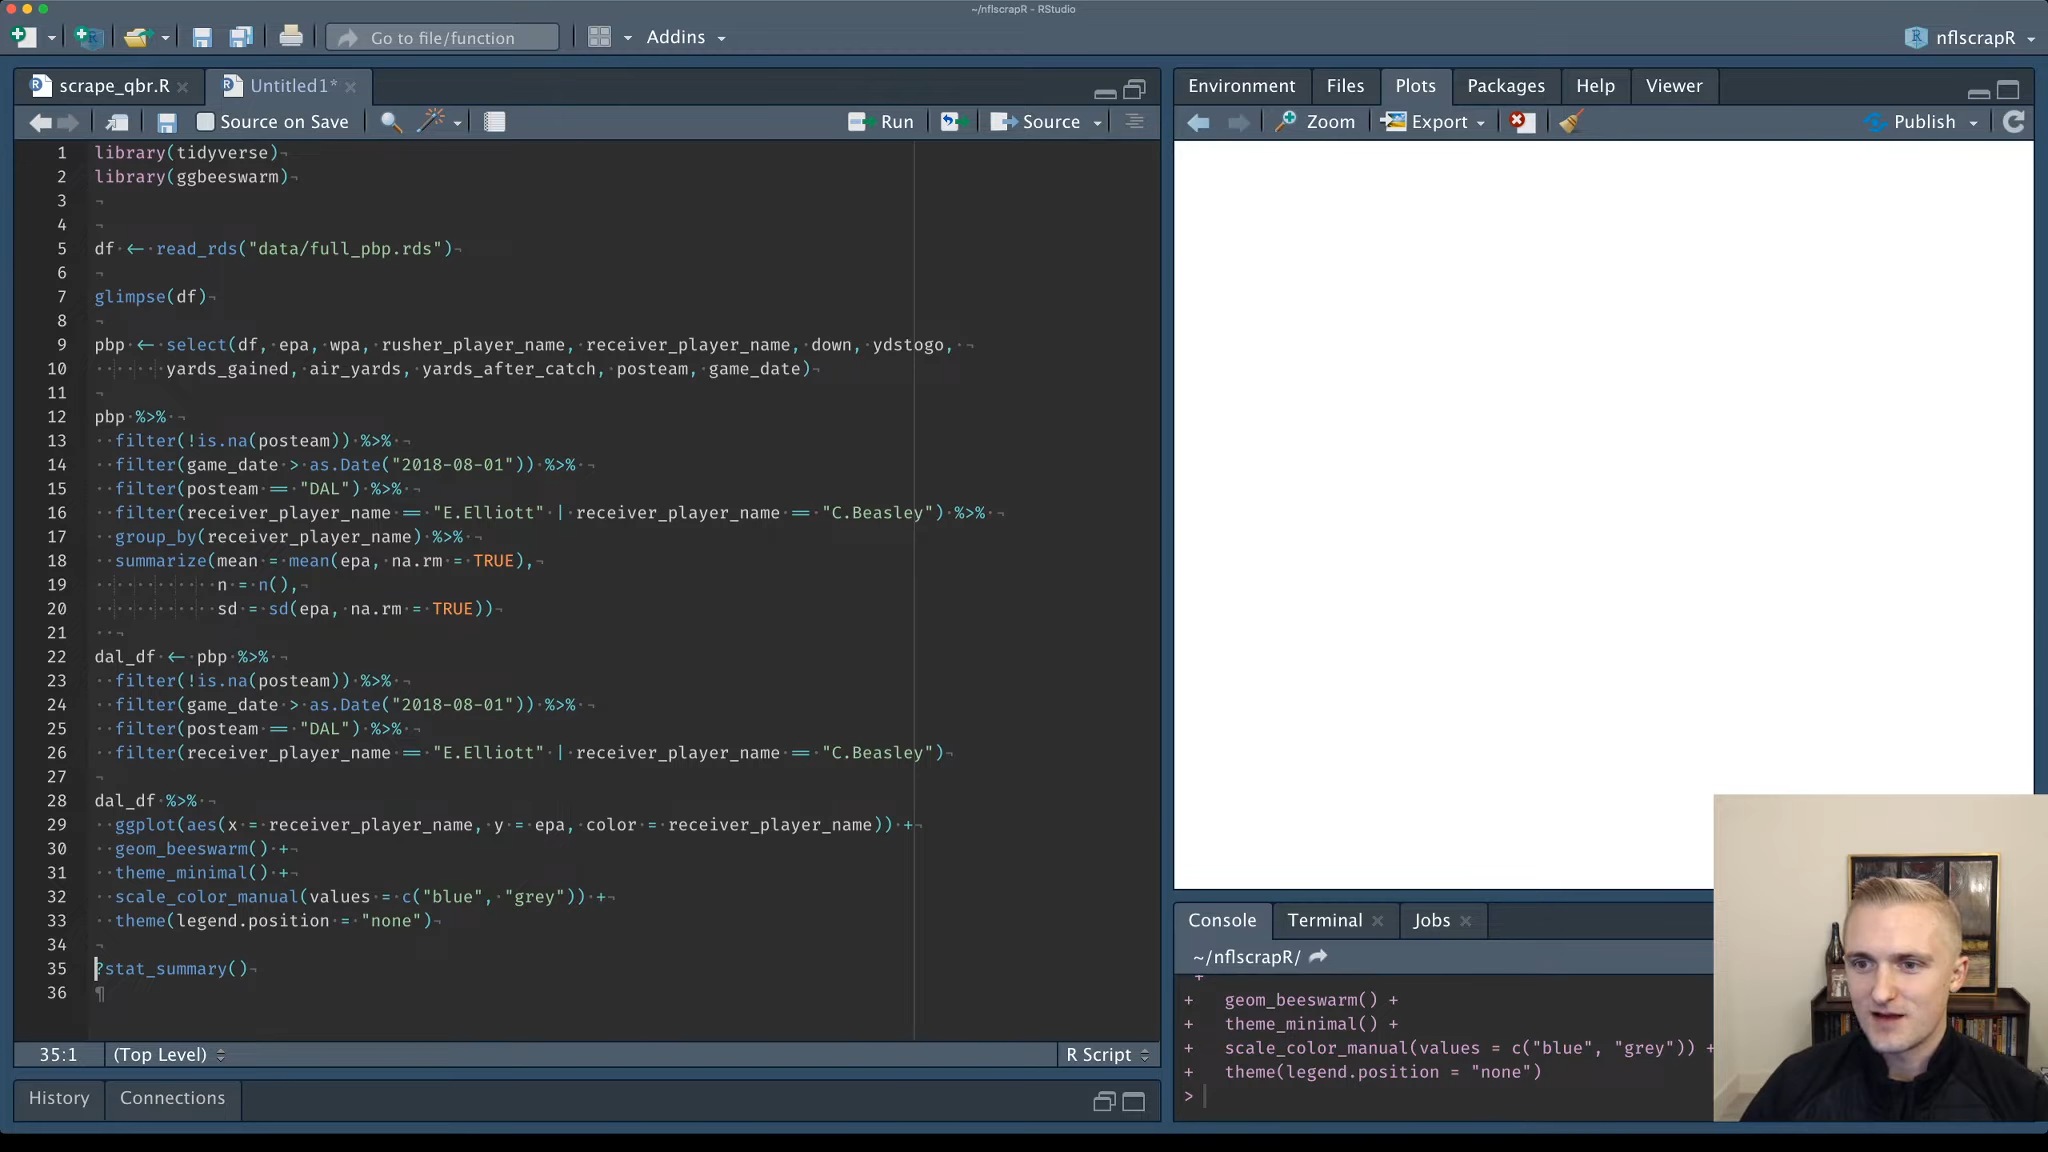 ~/nflscrapR - RStudio
Go to file/function
Addins
nflscrapR
scrape_qbr.R
Untitled1*
Source on Save
Run
Source
1 library(tidyverse)
2 library(ggbeeswarm)
3
4
5 df <- read_rds("data/full_pbp.rds")
6
7 glimpse(df)
8
9 pbp <- select(df, epa, wpa, rusher_player_name, receiver_player_name, down, ydstogo,
10 yards_gained, air_yards, yards_after_catch, posteam, game_date)
11
12 pbp %>%
13 filter(!is.na(posteam)) %>%
14 filter(game_date > as.Date("2018-08-01")) %>%
15 filter(posteam == "DAL") %>%
16 filter(receiver_player_name == "E.Elliott" | receiver_player_name == "C.Beasley") %>%
17 group_by(receiver_player_name) %>%
18 summarize(mean = mean(epa, na.rm = TRUE),
19 n = n(),
20 sd = sd(epa, na.rm = TRUE))
21
22 dal_df <- pbp %>%
23 filter(!is.na(posteam)) %>%
24 filter(game_date > as.Date("2018-08-01")) %>%
25 filter(posteam == "DAL") %>%
26 filter(receiver_player_name == "E.Elliott" | receiver_player_name == "C.Beasley")
27
28 dal_df %>%
29 ggplot(aes(x = receiver_player_name, y = epa, color = receiver_player_name)) +
30 geom_beeswarm() +
31 theme_minimal() +
32 scale_color_manual(values = c("blue", "grey")) +
33 theme(legend.position = "none")
34
35 ?stat_summary()
36
35:1 (Top Level)
R Script
History
Connections
Environment
Files
Plots
Packages
Help
Viewer
Zoom
Export
Publish
Console
Terminal
Jobs
~/nflscrapR/
+
+ geom_beeswarm() +
+ theme_minimal() +
+ scale_color_manual(values = c("blue", "grey")) +
+ theme(legend.position = "none")
>